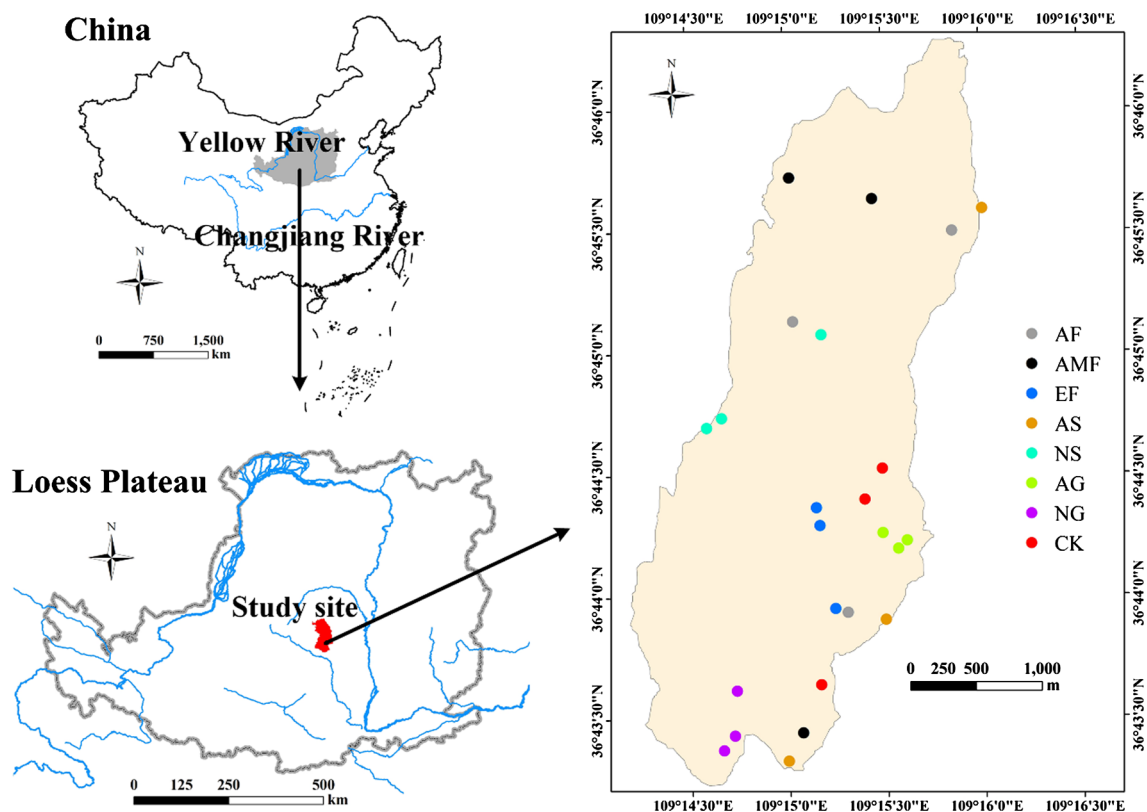 China
N
Yellow River
Changjiang River
N
0 750 1,500
km
Loess Plateau
N
Study site
0 125 250 500
km
109°14'30"E 109°15'0"E 109°15'30"E 109°16'0"E 109°16'30"E
N
36°46'0"N 36°46'0"N
36°45'30"N 36°45'30"N
36°45'0"N 36°45'0"N
36°44'30"N 36°44'30"N
36°44'0"N 36°44'0"N
36°43'30"N 36°43'30"N
AF
AMF
EF
AS
NS
AG
NG
CK
0 250 500 1,000
m
109°14'30"E 109°15'0"E 109°15'30"E 109°16'0"E 109°16'30"E